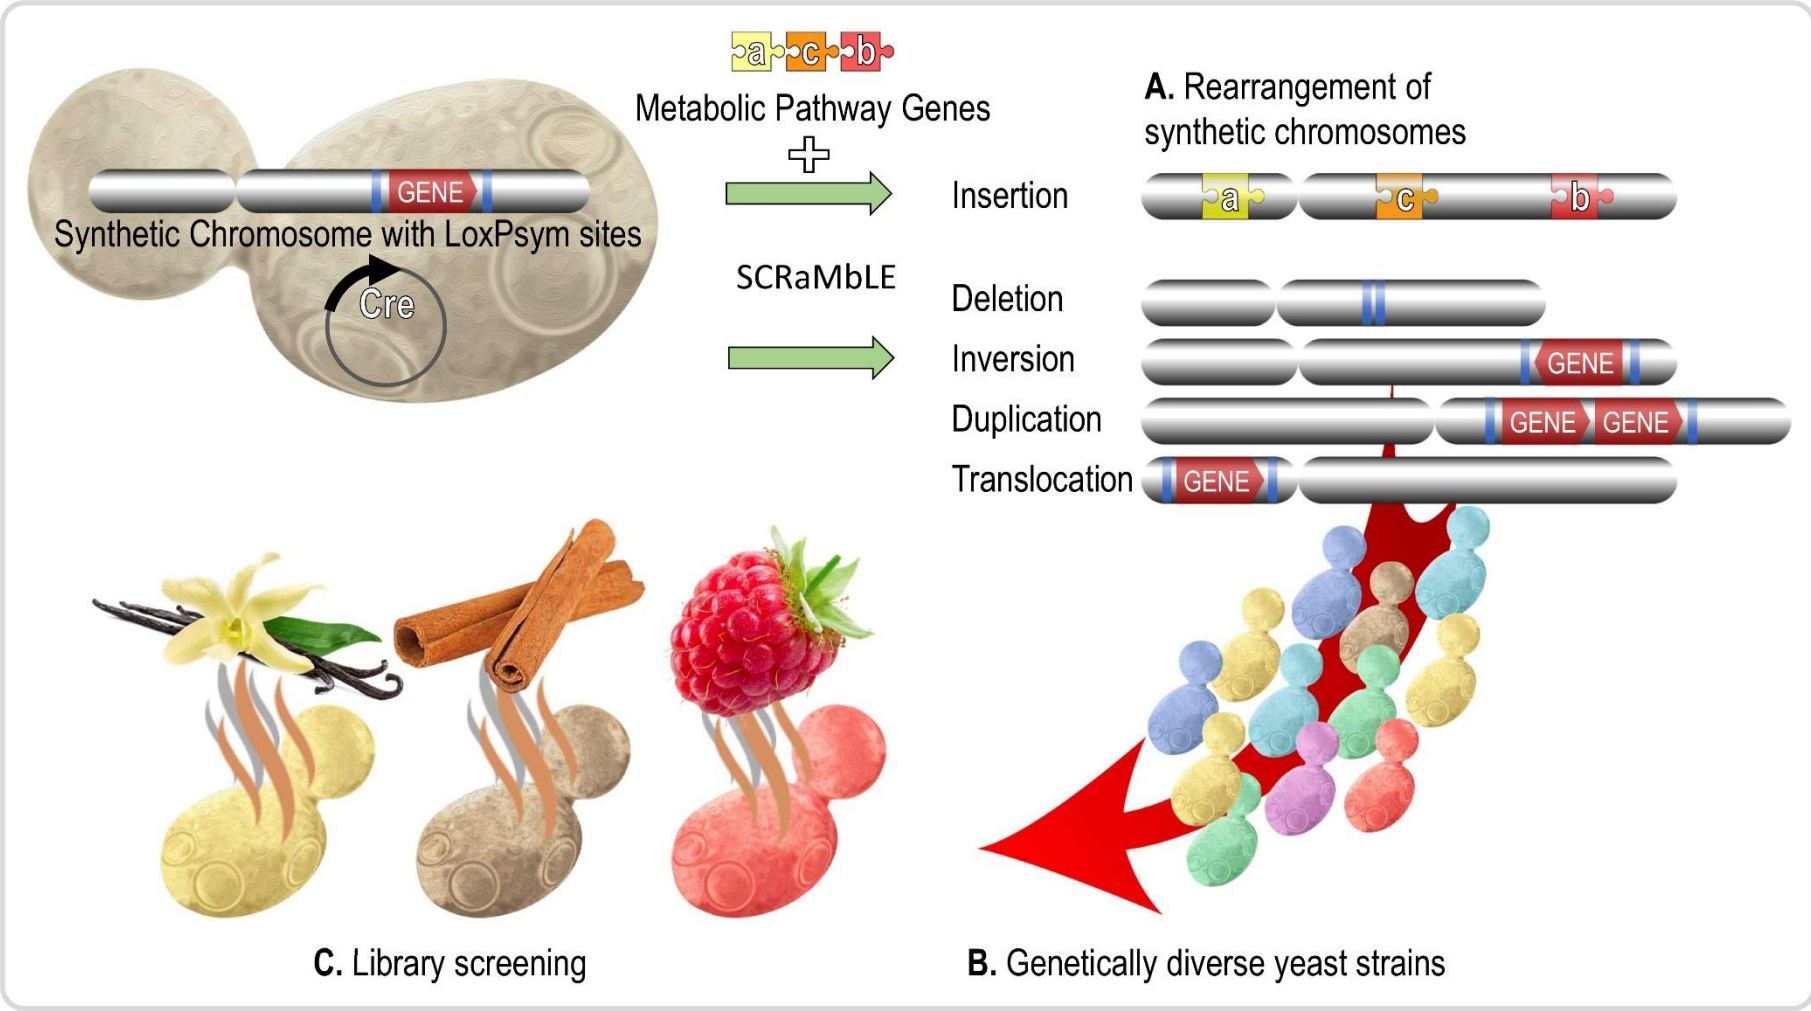 a c b
Metabolic Pathway Genes
GENE
Synthetic Chromosome with LoxPsym sites
Cre
SCRaMbLE
A. Rearrangement of
synthetic chromosomes
Insertion
a c b
Deletion
Inversion
GENE
Duplication
GENE GENE
Translocation
GENE
C. Library screening
B. Genetically diverse yeast strains